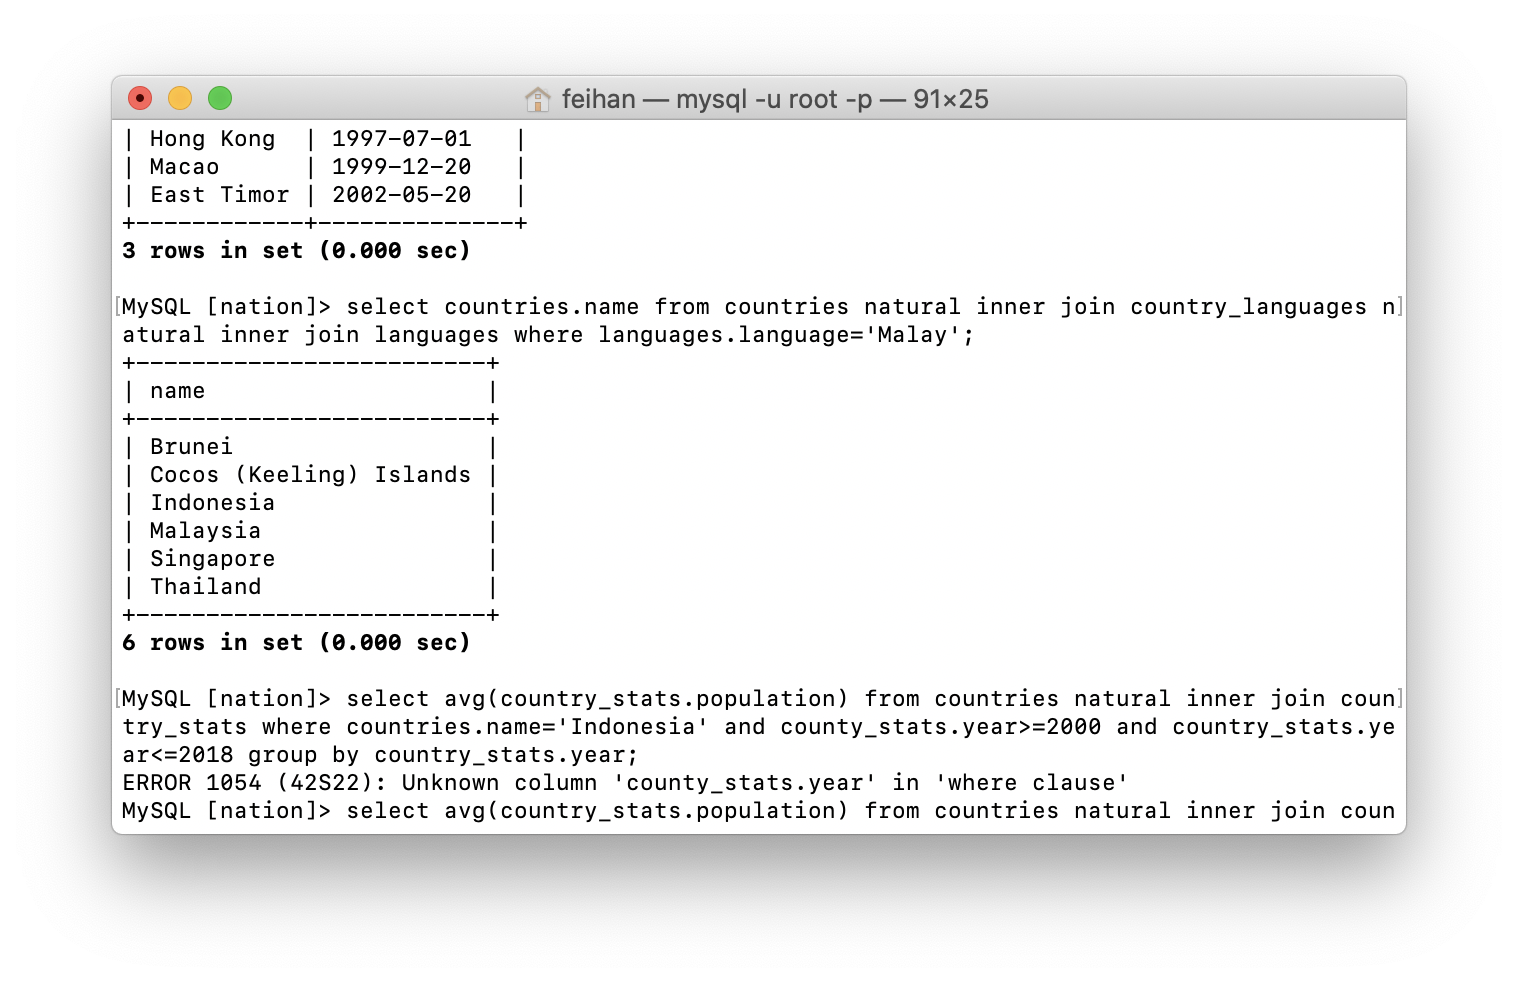 feihan — mysql -u root -p — 91×25
| Hong Kong  | 1997-07-01   |
| Macao      | 1999-12-20   |
| East Timor | 2002-05-20   |
+------------+--------------+
3 rows in set (0.000 sec)
[MySQL [nation]> select countries.name from countries natural inner join country_languages n]
atural inner join languages where languages.language='Malay';
+-------------------------+
| name                    |
+-------------------------+
| Brunei                  |
| Cocos (Keeling) Islands |
| Indonesia               |
| Malaysia                |
| Singapore               |
| Thailand                |
+-------------------------+
6 rows in set (0.000 sec)
[MySQL [nation]> select avg(country_stats.population) from countries natural inner join coun]
try_stats where countries.name='Indonesia' and county_stats.year>=2000 and country_stats.ye
ar<=2018 group by country_stats.year;
ERROR 1054 (42S22): Unknown column 'county_stats.year' in 'where clause'
MySQL [nation]> select avg(country_stats.population) from countries natural inner join coun